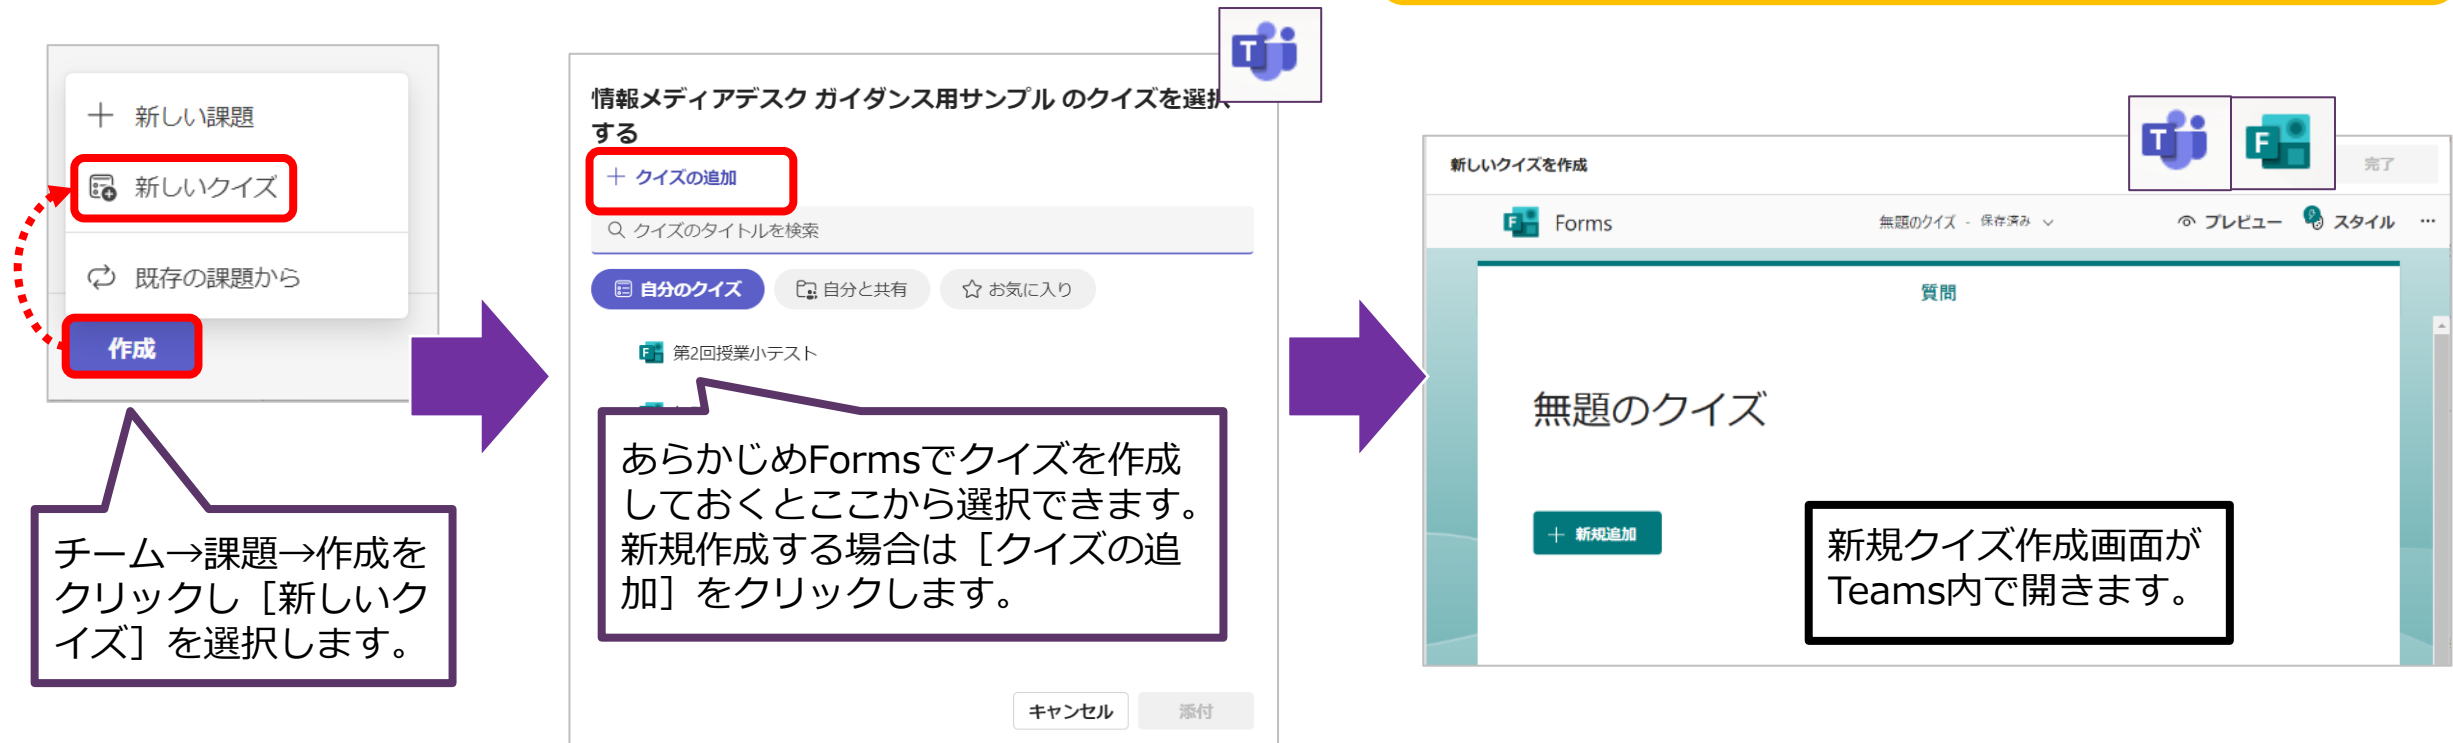 新しい課題
新しいクイズ
既存の課題から
作成
チーム→課題→作成を
クリックし［新しいク
イズ］を選択します。
情報メディアデスク ガイダンス用サンプル のクイズを選択
する
クイズの追加
クイズのタイトルを検索
自分のクイズ
自分と共有
お気に入り
第2回授業小テスト
あらかじめFormsでクイズを作成
しておくとここから選択できます。
新規作成する場合は［クイズの追
加］をクリックします。
キャンセル
添付
新しいクイズを作成
完了
Forms
無題のクイズ - 保存済み
プレビュー
スタイル
質問
無題のクイズ
新規追加
新規クイズ作成画面が
Teams内で開きます。